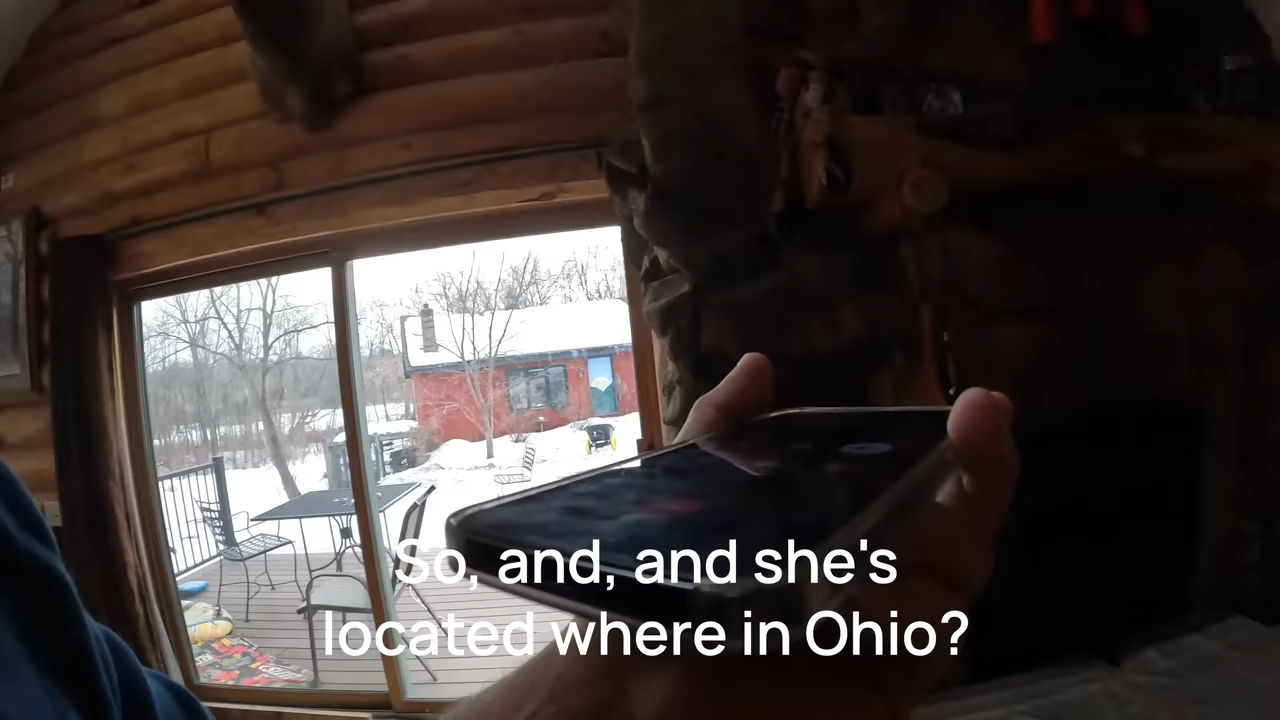 So, and, and she's
located where in Ohio?